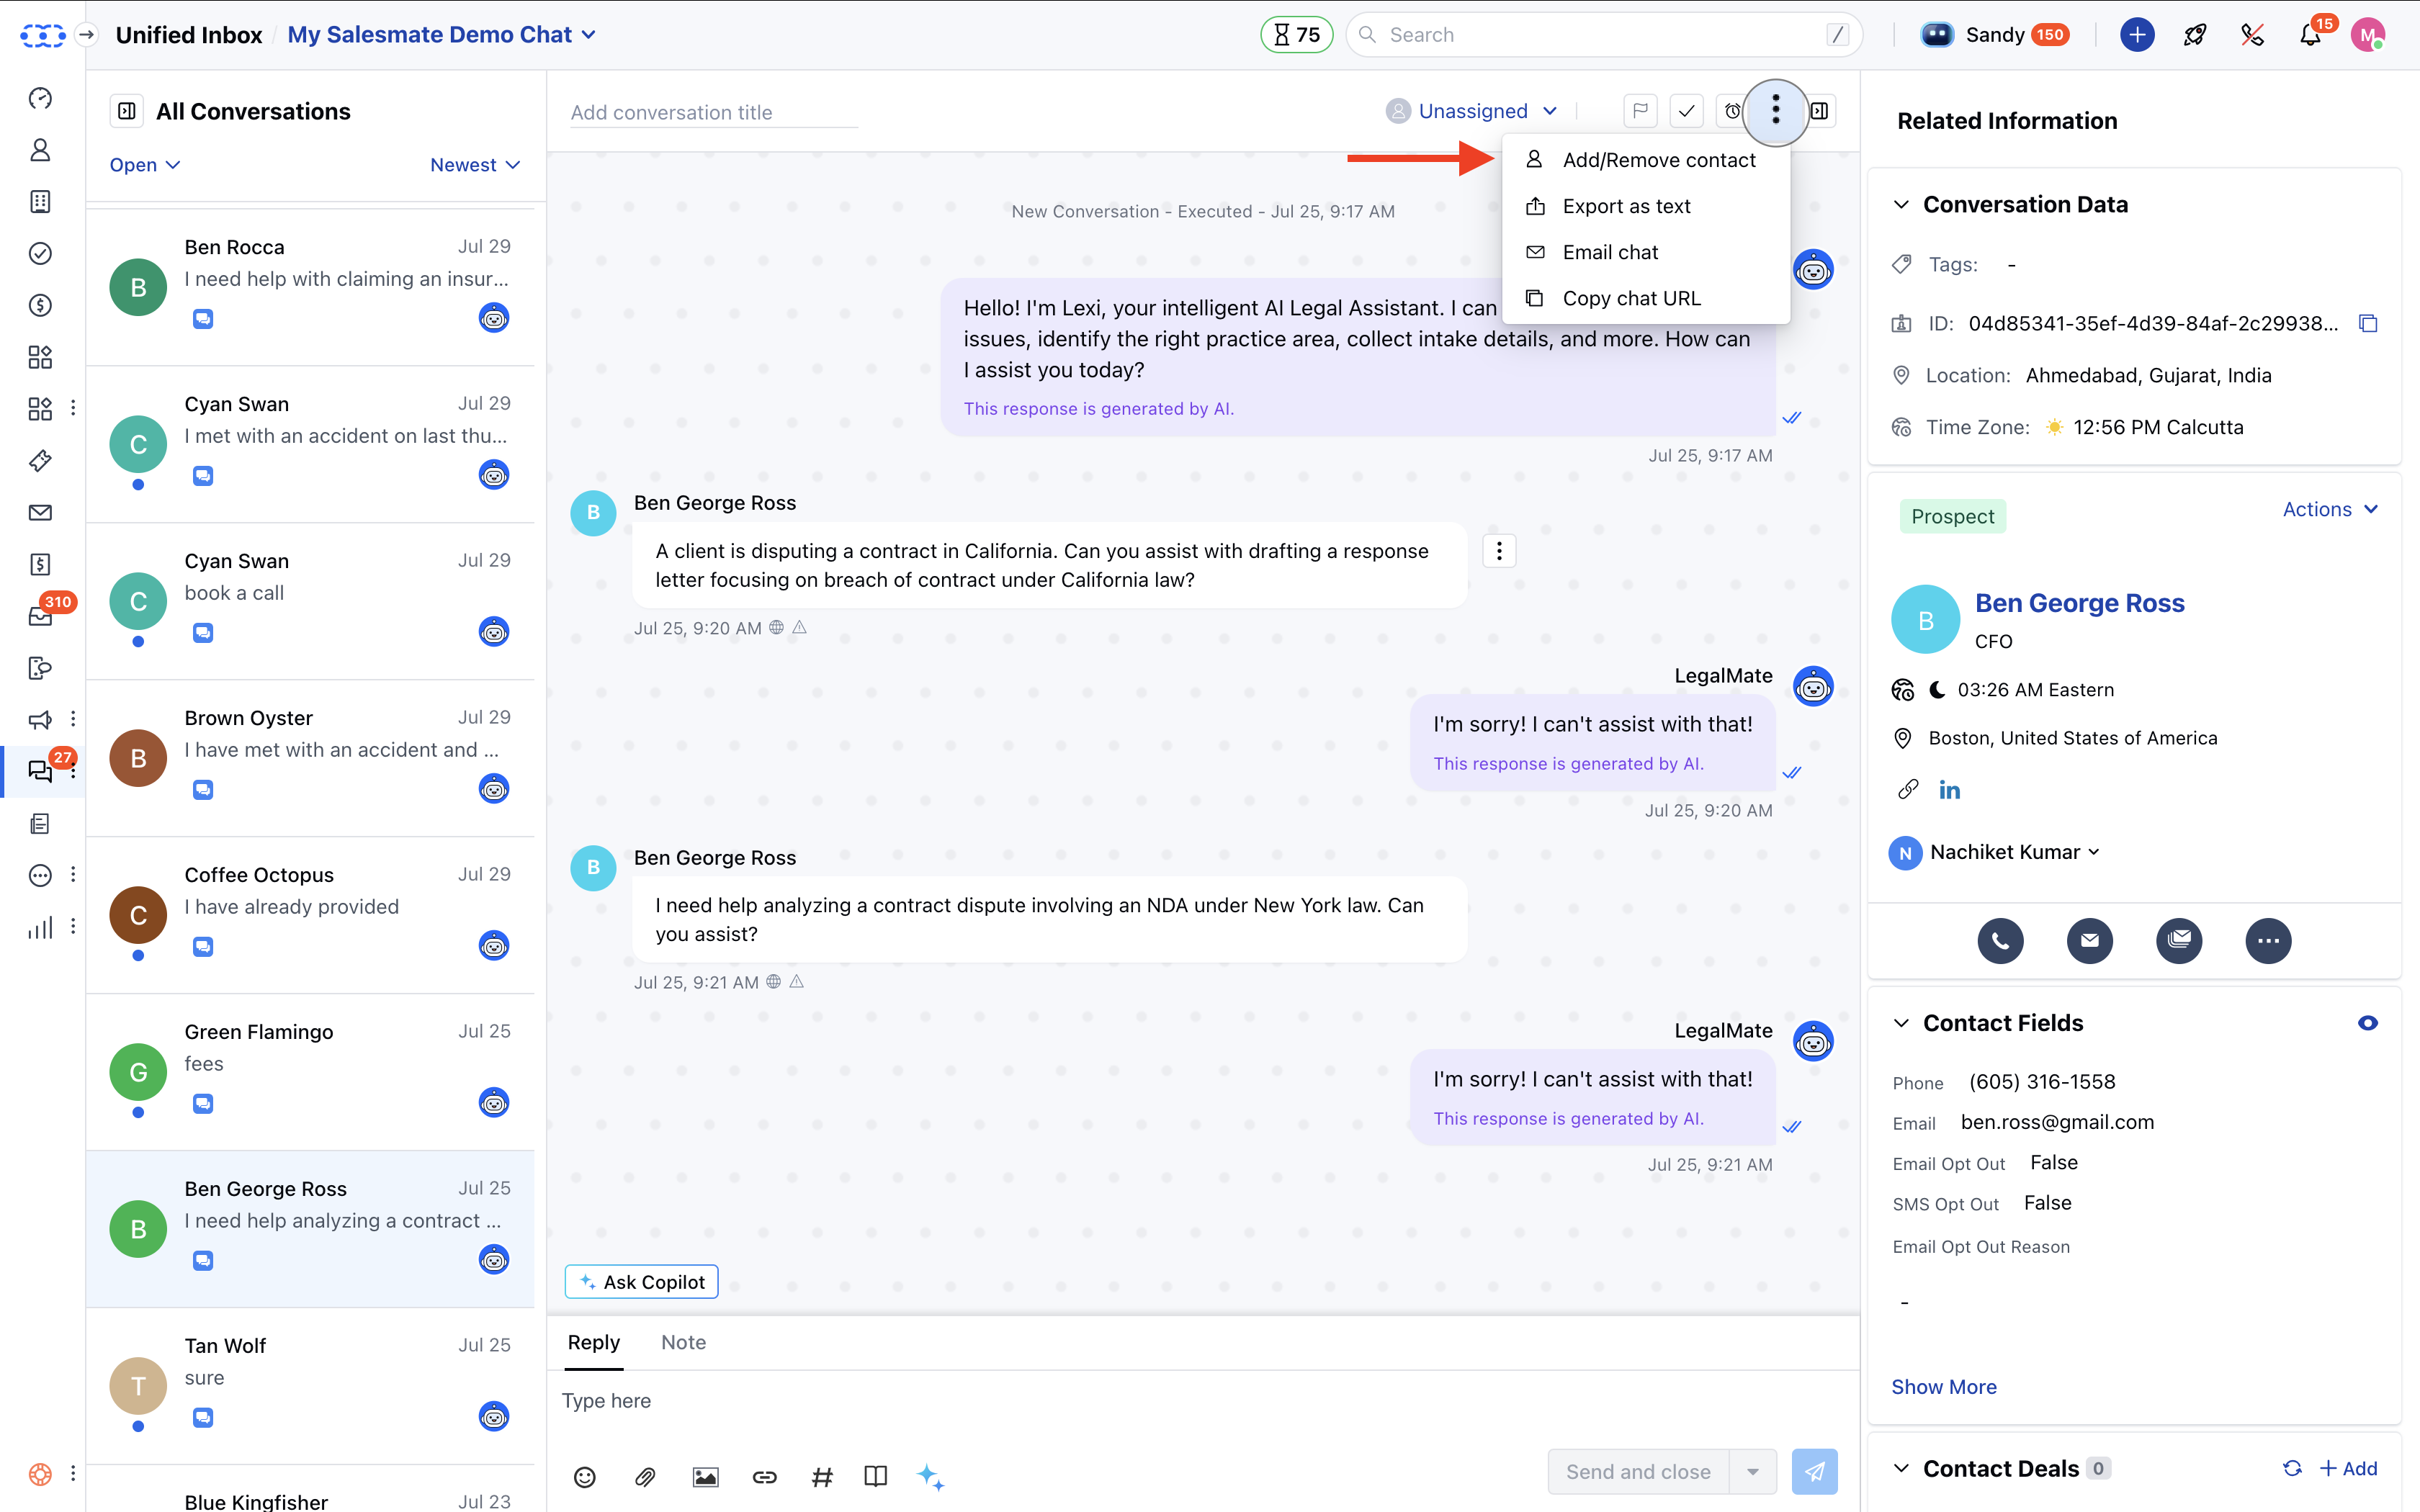 Unified Inbox / My Salesmate Demo Chat
75
Search /
Sandy 150
15
M
All Conversations
Open
Newest
310
27
Ben Rocca Jul 29
B
I need help with claiming an insur...
Cyan Swan Jul 29
C
I met with an accident on last thu...
Cyan Swan Jul 29
C
book a call
Brown Oyster Jul 29
B
I have met with an accident and ...
Coffee Octopus Jul 29
C
I have already provided
Green Flamingo Jul 25
G
fees
Ben George Ross Jul 25
B
I need help analyzing a contract ...
Tan Wolf Jul 25
T
sure
Blue Kingfisher Jul 23
Add conversation title
Unassigned
Add/Remove contact
Export as text
Email chat
Copy chat URL
New Conversation - Executed - Jul 25, 9:17 AM
Hello! I'm Lexi, your intelligent AI Legal Assistant. I can
issues, identify the right practice area, collect intake details, and more. How can
I assist you today?
This response is generated by AI.
Jul 25, 9:17 AM
B
Ben George Ross
A client is disputing a contract in California. Can you assist with drafting a response
letter focusing on breach of contract under California law?
Jul 25, 9:20 AM
LegalMate
I'm sorry! I can't assist with that!
This response is generated by AI.
Jul 25, 9:20 AM
B
Ben George Ross
I need help analyzing a contract dispute involving an NDA under New York law. Can
you assist?
Jul 25, 9:21 AM
LegalMate
I'm sorry! I can't assist with that!
This response is generated by AI.
Jul 25, 9:21 AM
Ask Copilot
Reply
Note
Type here
Send and close
Related Information
Conversation Data
Tags: -
ID: 04d85341-35ef-4d39-84af-2c29938...
Location: Ahmedabad, Gujarat, India
Time Zone: 12:56 PM Calcutta
Prospect
Actions
B
Ben George Ross
CFO
03:26 AM Eastern
Boston, United States of America
in
N
Nachiket Kumar
Contact Fields
Phone (605) 316-1558
Email ben.ross@gmail.com
Email Opt Out False
SMS Opt Out False
Email Opt Out Reason
-
Show More
Contact Deals 0
+ Add